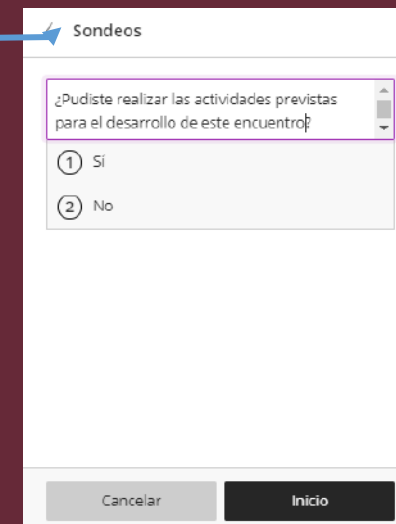 Sondeos
¿Pudiste realizar las actividades previstas
para el desarrollo de este encuentro?
1 Sí
2 No
Cancelar Inicio